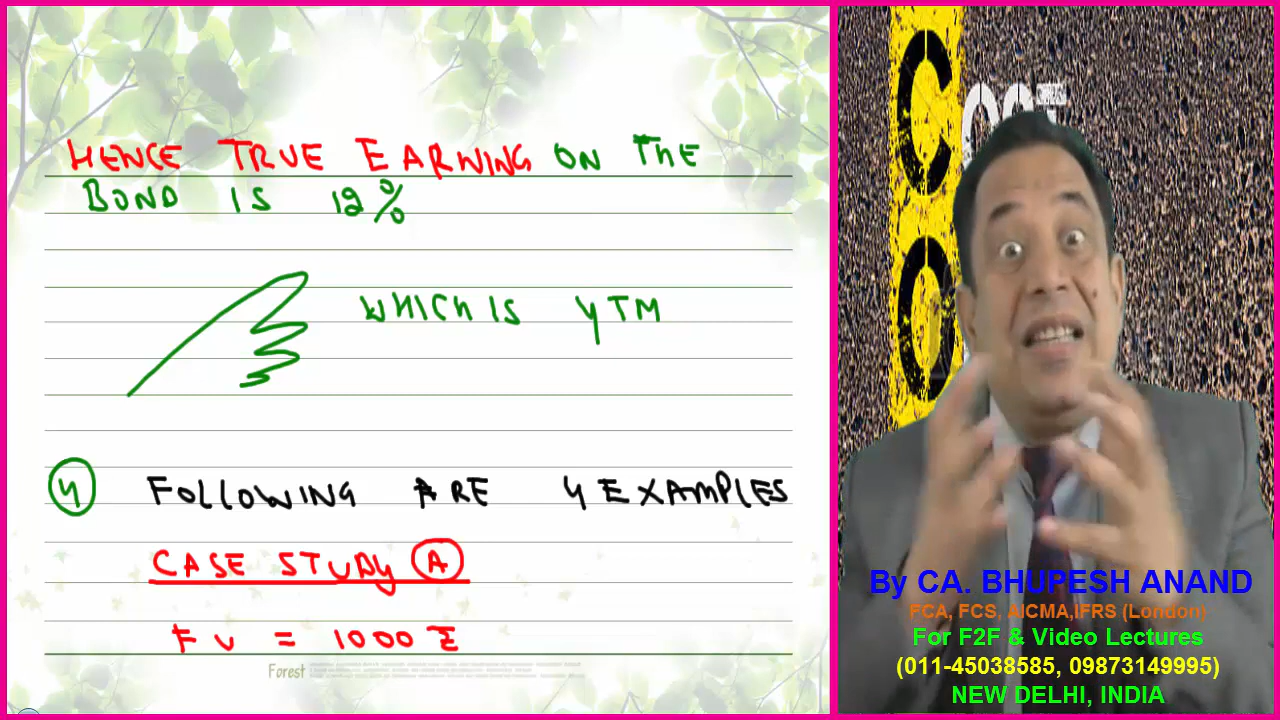 HENCE TRUE EARNING ON THE
BOND IS 12%
WHICH IS YTM
4 FOLLOWING ARE 4 EXAMPLES
CASE STUDY A
FV = 1000
Forest
By CA. BHUPESH ANAND
FCA, FCS, AICMA,IFRS (London)
For F2F & Video Lectures
(011-45038585, 09873149995)
NEW DELHI, INDIA